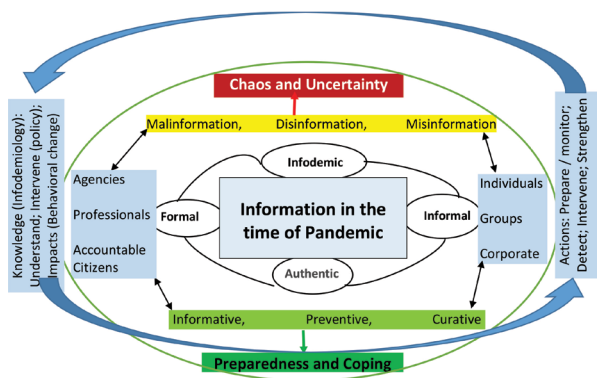 Chaos and Uncertainty
Malinformation, Disinformation, Misinformation
Knowledge (Infodemiology):
Understand; Intervene (policy);
Impacts (Behavioral change)
Agencies
Professionals
Accountable
Citizens
Infodemic
Formal
Information in the
time of Pandemic
Informal
Authentic
Individuals
Groups
Corporate
Actions: Prepare / monitor;
Detect; Intervene; Strengthen
Informative, Preventive, Curative
Preparedness and Coping